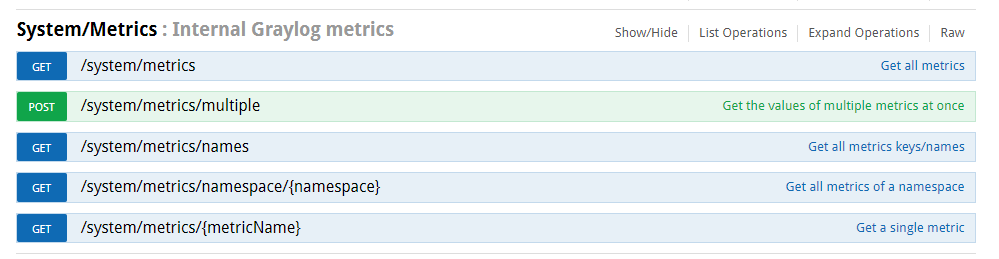 System/Metrics : Internal Graylog metrics Show/Hide List Operations Expand Operations Raw
GET /system/metrics Get all metrics
POST /system/metrics/multiple Get the values of multiple metrics at once
GET /system/metrics/names Get all metrics keys/names
GET /system/metrics/namespace/{namespace} Get all metrics of a namespace
GET /system/metrics/{metricName} Get a single metric